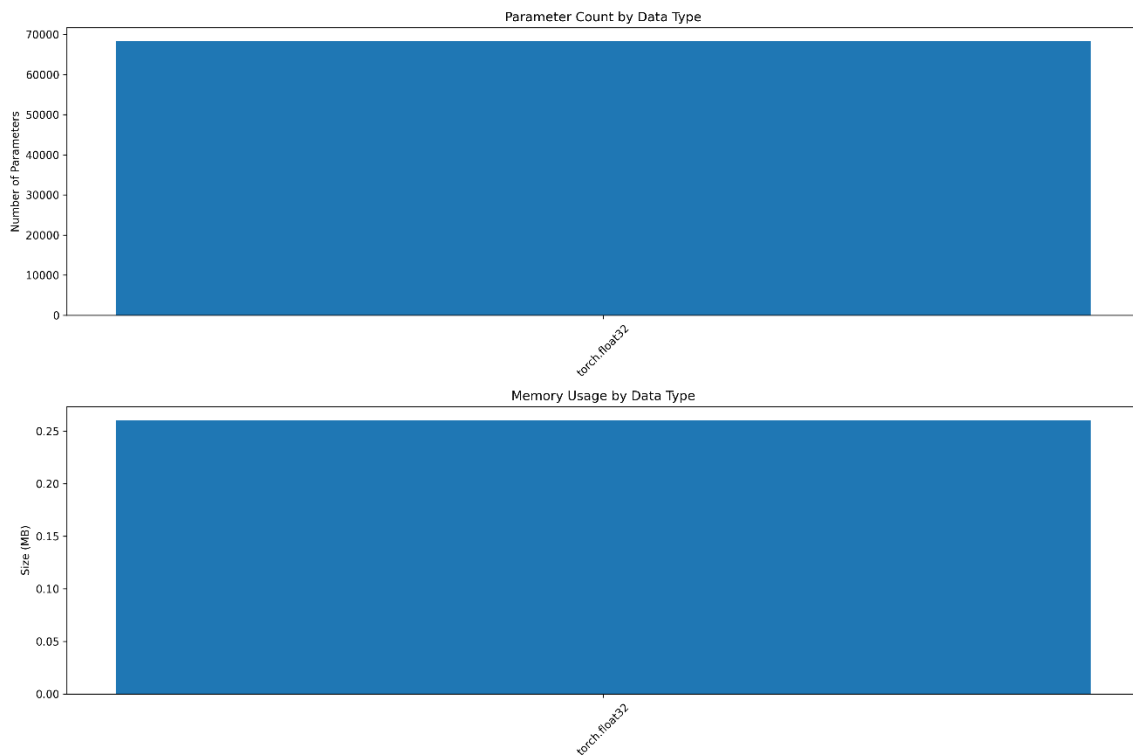 Parameter Count by Data Type
70000
60000
50000
40000
30000
20000
10000
0
Number of Parameters
torch.float32
Memory Usage by Data Type
0.25
0.20
0.15
0.10
0.05
0.00
Size (MB)
torch.float32